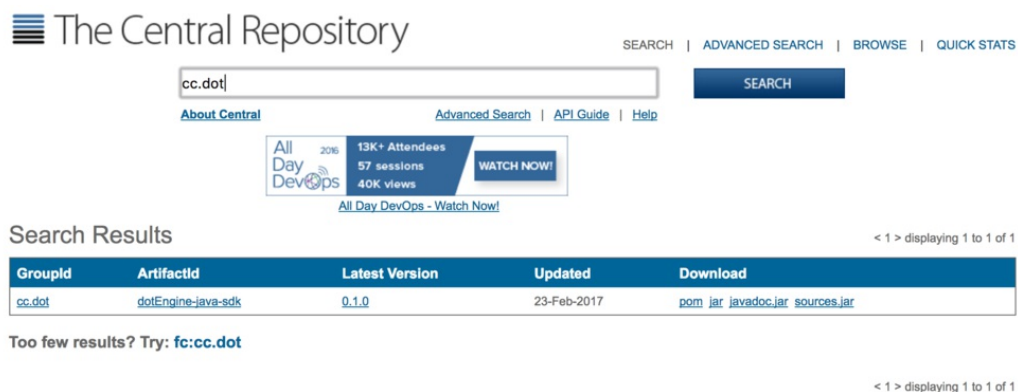 The Central Repository
SEARCH | ADVANCED SEARCH | BROWSE | QUICK STATS
cc.dot SEARCH
About Central Advanced Search | API Guide | Help
All Day DevOps 2016
13K+ Attendees
57 sessions
40K views
WATCH NOW!
All Day DevOps - Watch Now!
Search Results < 1 > displaying 1 to 1 of 1
GroupId ArtifactId Latest Version Updated Download
cc.dot dotEngine-java-sdk 0.1.0 23-Feb-2017 pom jar javadoc.jar sources.jar
Too few results? Try: fc:cc.dot
< 1 > displaying 1 to 1 of 1